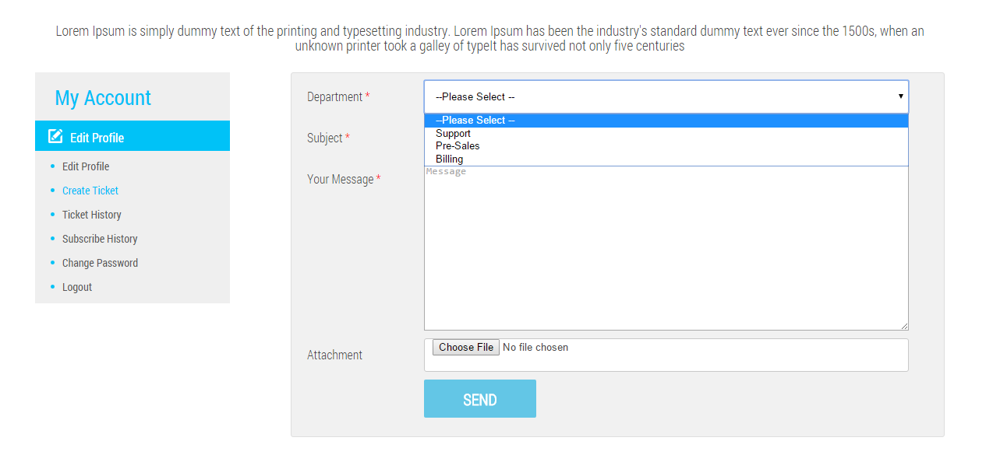 Lorem Ipsum is simply dummy text of the printing and typesetting industry. Lorem Ipsum has been the industry's standard dummy text ever since the 1500s, when an
unknown printer took a galley of typeIt has survived not only five centuries
My Account
Edit Profile
Edit Profile
Create Ticket
Ticket History
Subscribe History
Change Password
Logout
Department *
--Please Select --
--Please Select --
Support
Pre-Sales
Billing
Subject *
Your Message *
Message
Attachment
Choose File No file chosen
SEND